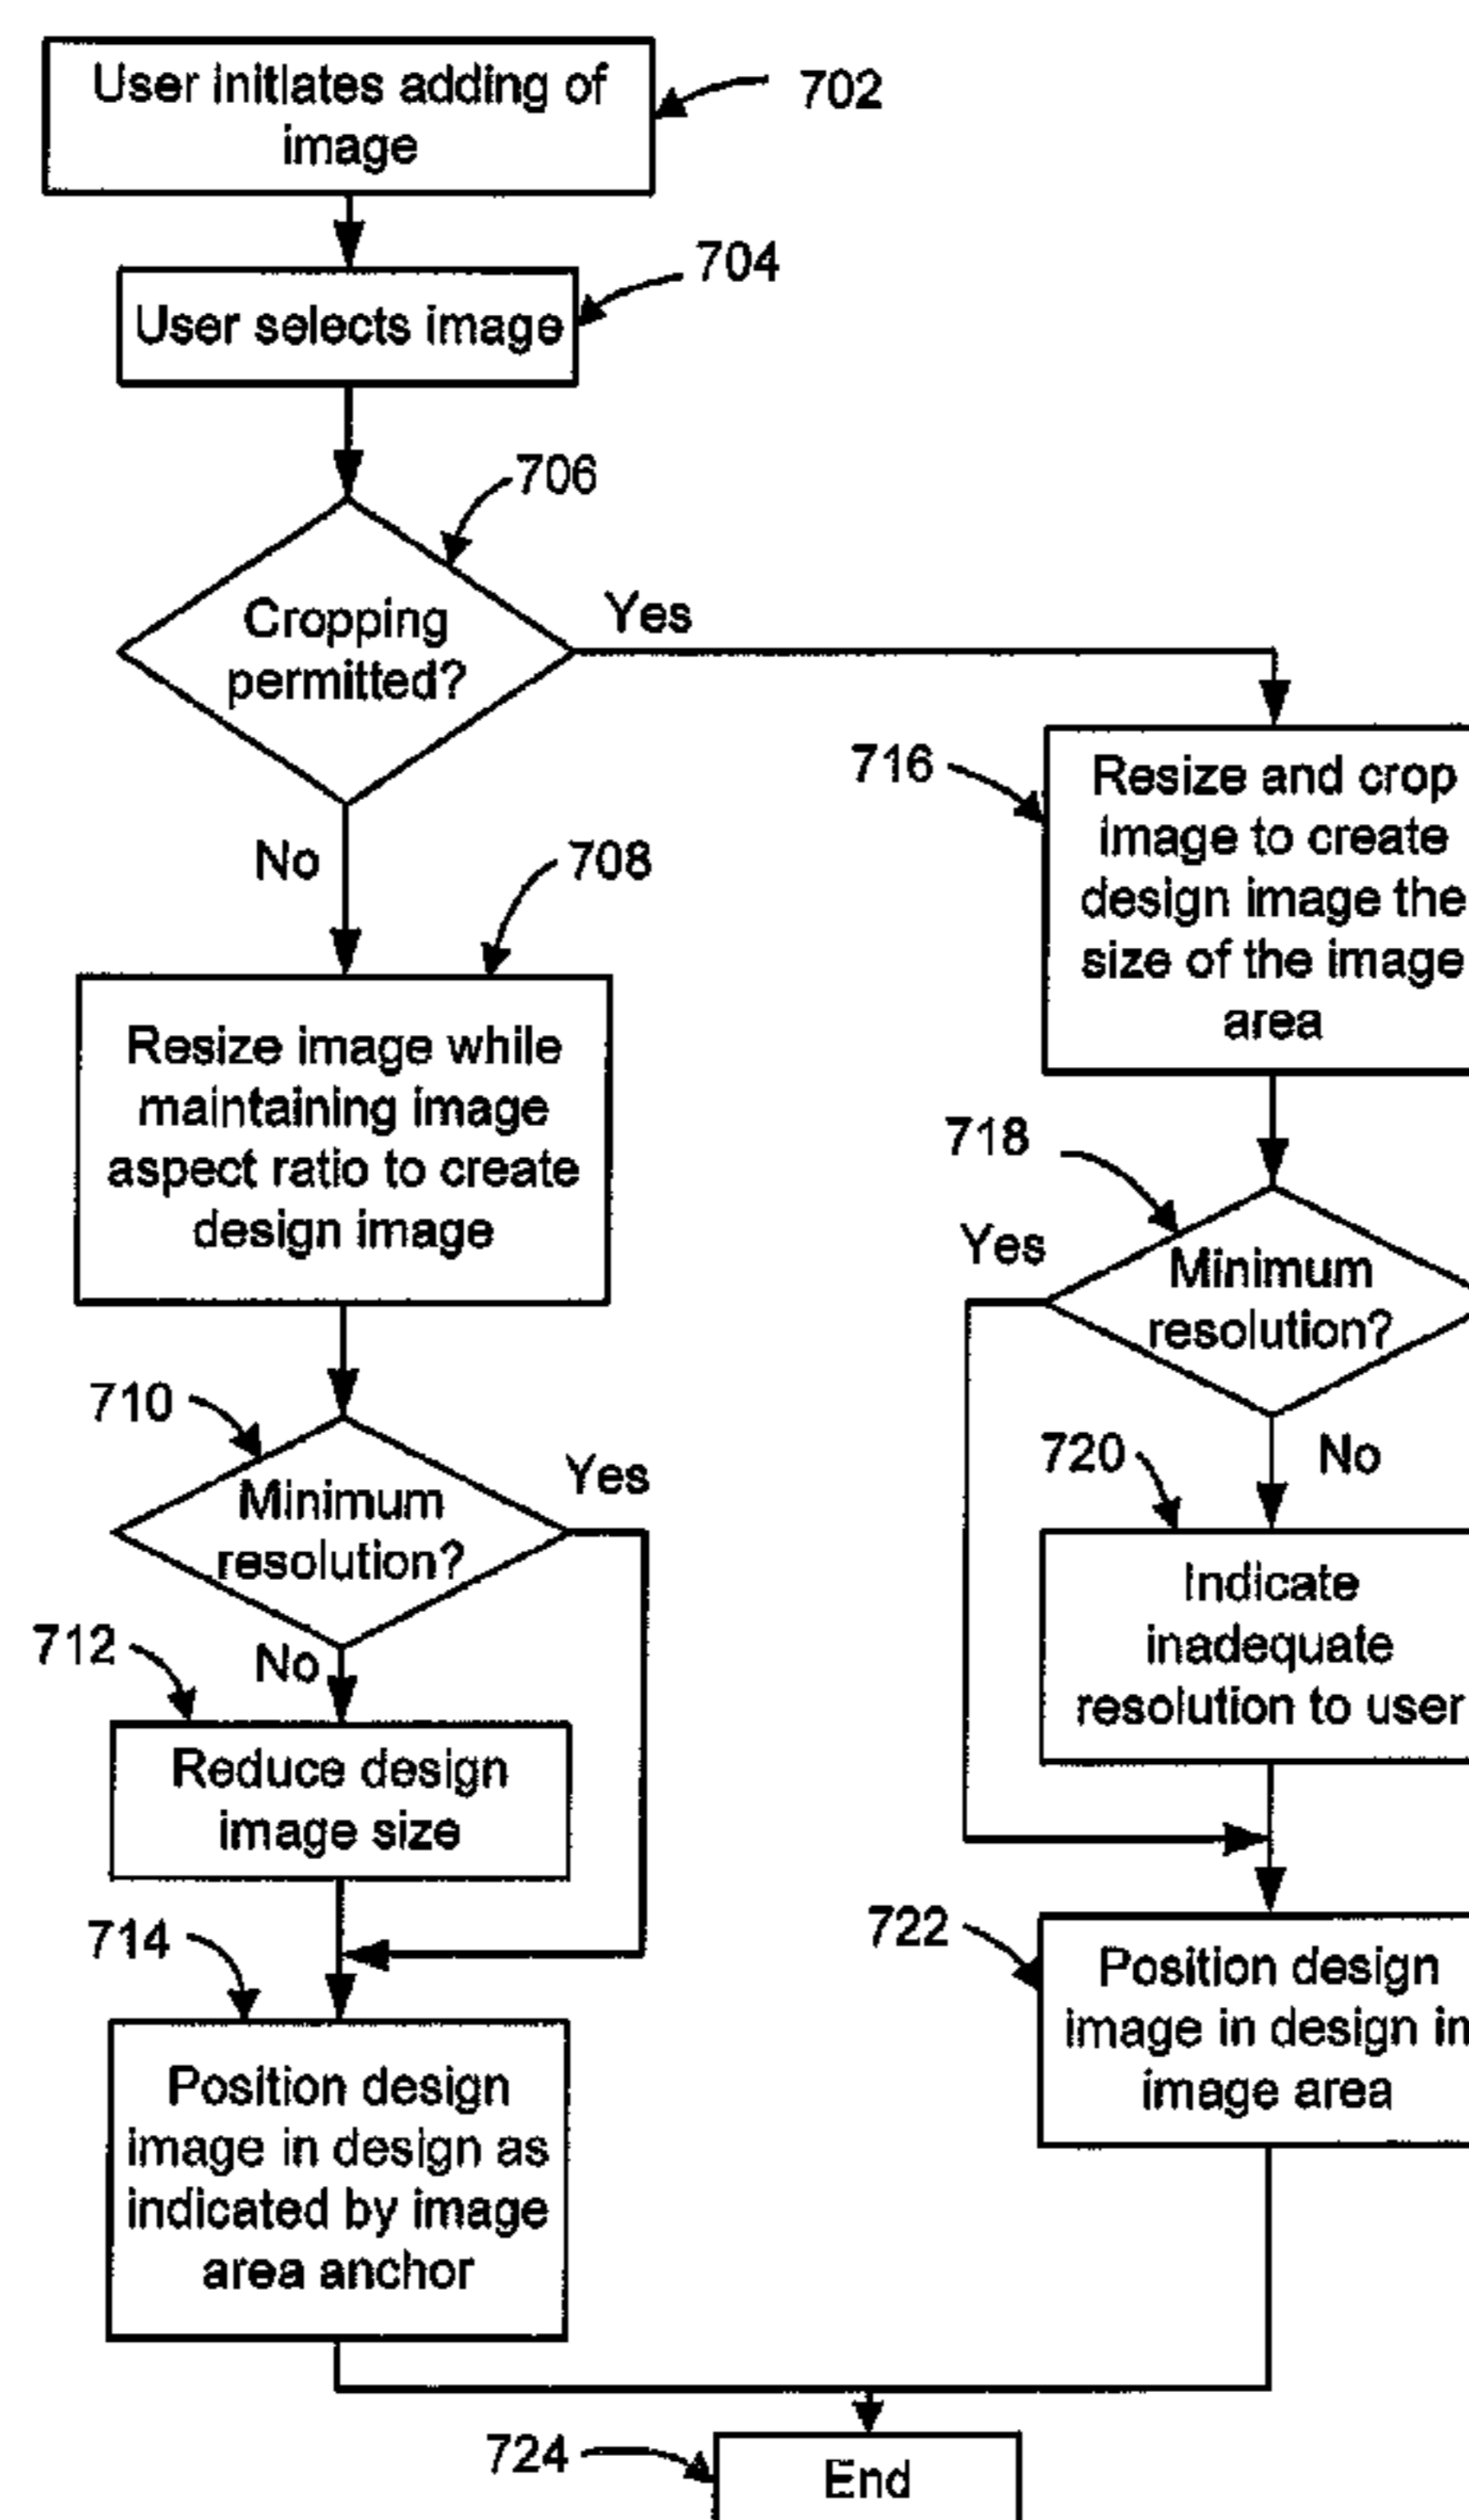 User initiates adding of
image
702
704
User selects image
706
Cropping
permitted?
Yes
No
708
Resize image while
maintaining image
aspect ratio to create
design image
710
Minimum
resolution?
Yes
712
No
Reduce design
image size
714
Position design
image in design as
indicated by image
area anchor
716
Resize and crop
image to create
design image the
size of the image
area
718
Yes
Minimum
resolution?
720
No
Indicate
inadequate
resolution to user
722
Position design
image in design in
image area
724
End